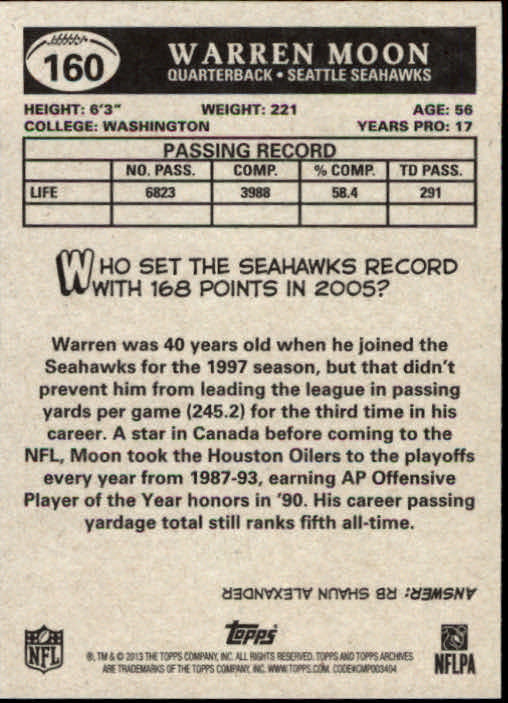 160
WARREN MOON
QUARTERBACK • SEATTLE SEAHAWKS
HEIGHT: 6'3" WEIGHT: 221 AGE: 56
COLLEGE: WASHINGTON YEARS PRO: 17
PASSING RECORD
NO. PASS. COMP. % COMP. TD PASS.
LIFE 6823 3988 58.4 291
WHO SET THE SEAHAWKS RECORD
WITH 168 POINTS IN 2005?
Warren was 40 years old when he joined the
Seahawks for the 1997 season, but that didn't
prevent him from leading the league in passing
yards per game (245.2) for the third time in his
career. A star in Canada before coming to the
NFL, Moon took the Houston Oilers to the playoffs
every year from 1987-93, earning AP Offensive
Player of the Year honors in '90. His career passing
yardage total still ranks fifth all-time.
ANSWER: RB SHAUN ALEXANDER
NFL
Topps
®, TM & © 2013 THE TOPPS COMPANY, INC. ALL RIGHTS RESERVED. TOPPS AND TOPPS ARCHIVES
ARE TRADEMARKS OF THE TOPPS COMPANY, INC. WWW.TOPPS.COM. CODE#CMP003404
NFLPA